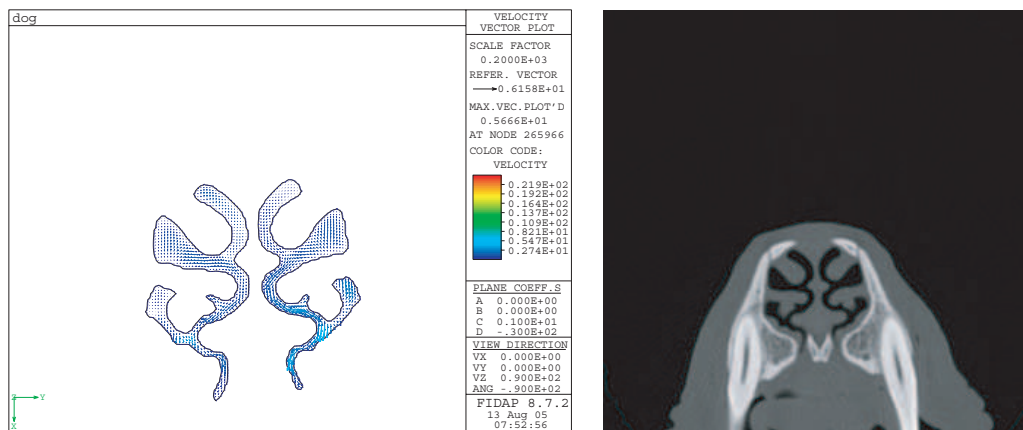 dog
VELOCITY
VECTOR PLOT
SCALE FACTOR
0.2000E+03
REFER. VECTOR
0.6158E+01
MAX.VEC.PLOT'D
0.5666E+01
AT NODE 265966
COLOR CODE:
VELOCITY
0.219E+02
0.192E+02
0.164E+02
0.137E+02
0.109E+02
0.821E+01
0.547E+01
0.274E+01
PLANE COEFF.S
A 0.000E+00
B 0.000E+00
C 0.100E+01
D -.300E+02
VIEW DIRECTION
VX 0.000E+00
VY 0.000E+00
VZ 0.900E+02
ANG -.900E+02
FIDAP 8.7.2
13 Aug 05
07:52:56
Z
Y
X